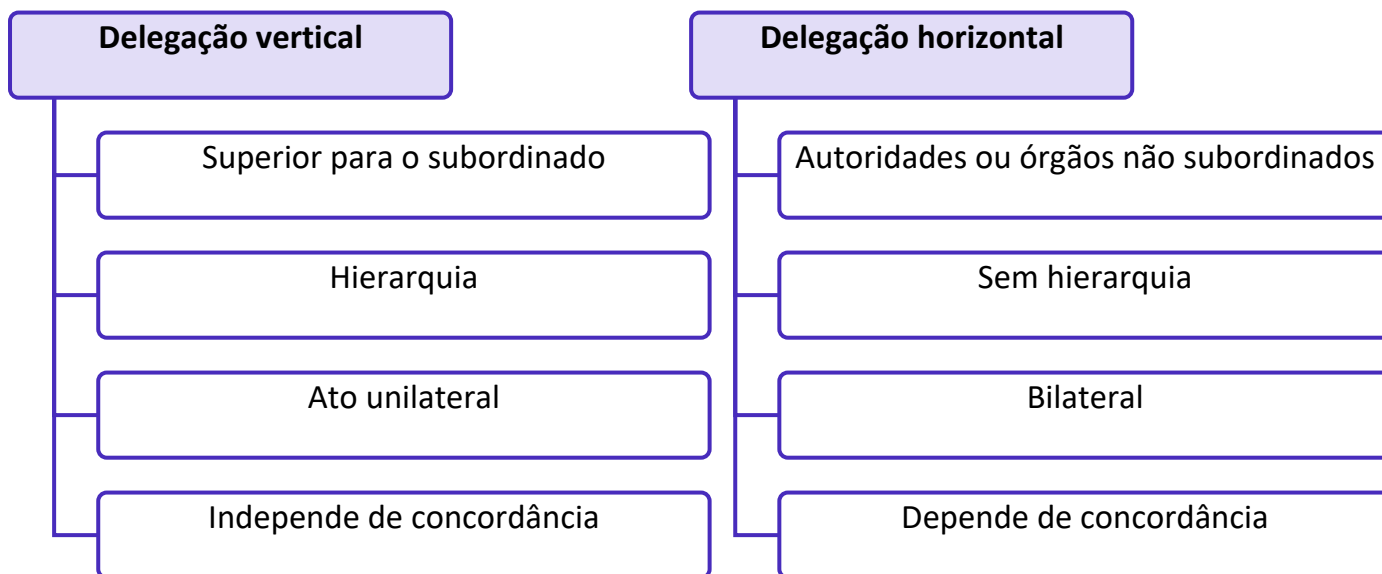 Delegação vertical
Superior para o subordinado
Hierarquia
Ato unilateral
Independe de concordância
Delegação horizontal
Autoridades ou órgãos não subordinados
Sem hierarquia
Bilateral
Depende de concordância